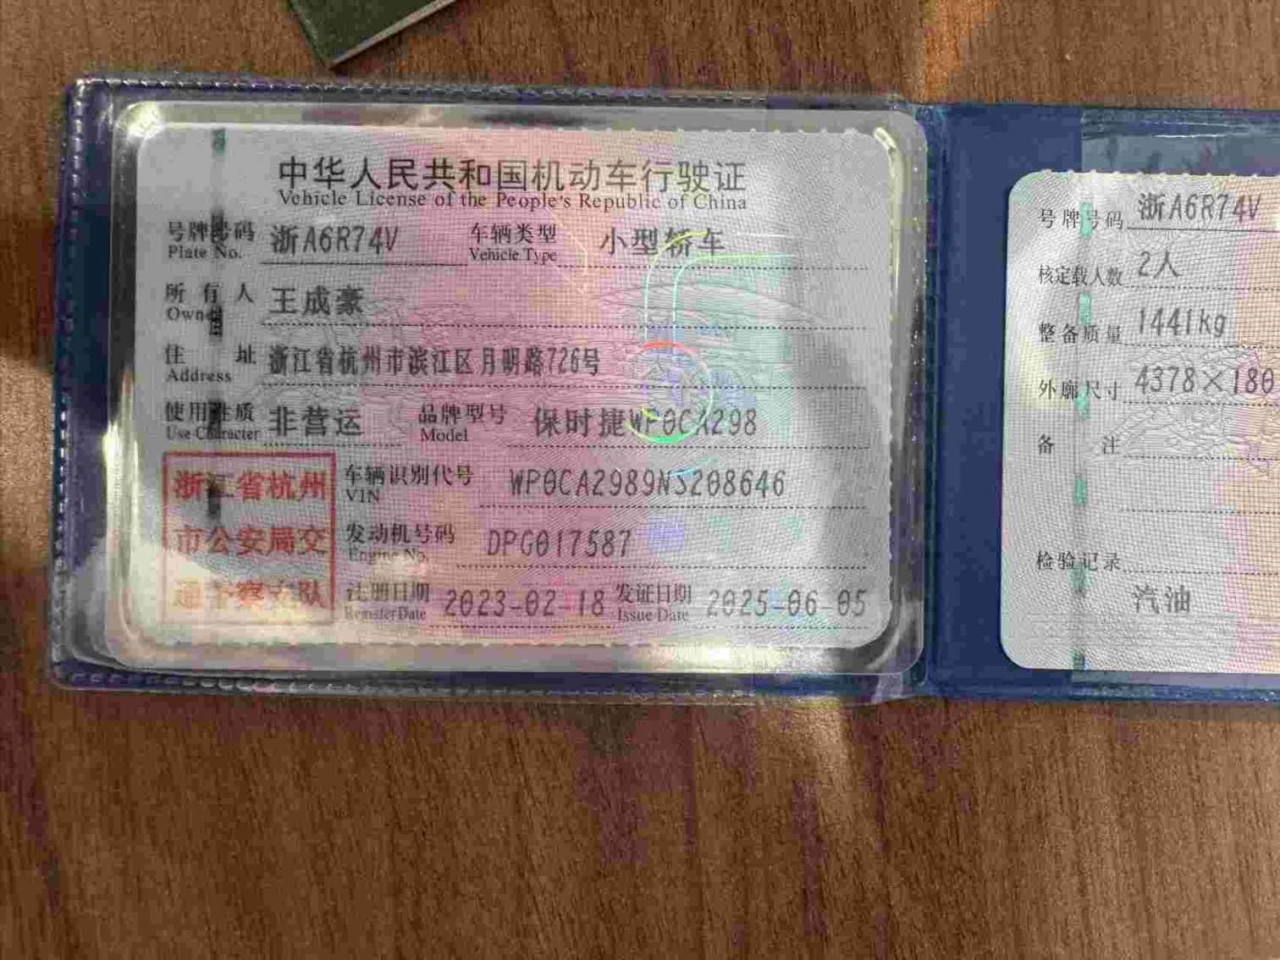 中华人民共和国机动车行驶证
Vehicle License of the People's Republic of China
号牌号码 浙A6R74V 车辆类型 小型轿车
Plate No. Vehicle Type
所有人 王成豪
Owner
住址 浙江省杭州市滨江区月明路726号
Address
使用性质 非营运 品牌型号 保时捷WP0CA298
Use Character Model
浙江省杭州
市公安局交
通警察支队
车辆识别代号 WP0CA2989NS208646
VIN
发动机号码 DPG017587
Engine No.
注册日期 2023-02-18 发证日期 2025-06-05
Register Date Issue Date
号牌号码 浙A6R74V
核定载人数 2人
整备质量 1441kg
外廓尺寸 4378×180
备注
检验记录
汽油